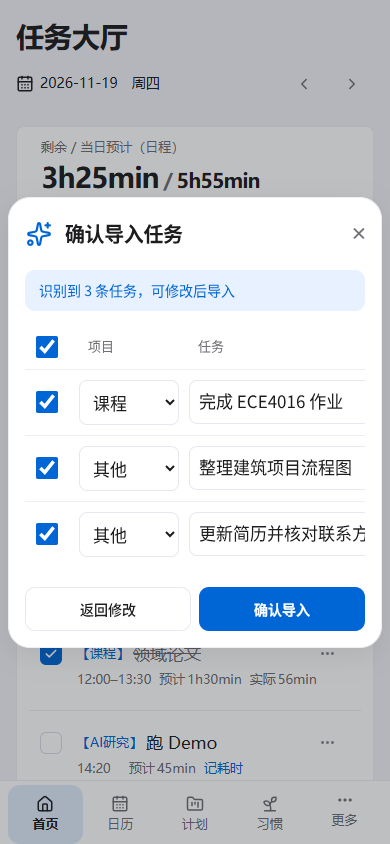 任务大厅
2026-11-19 周四
剩余 / 当日预计（日程）
3h25min / 5h55min
确认导入任务
识别到 3 条任务，可修改后导入
项目 任务
课程 完成 ECE4016 作业
其他 整理建筑项目流程图
其他 更新简历并核对联系方
返回修改 确认导入
【课程】 领域论文
12:00–13:30 预计 1h30min 实际 56min
【AI研究】 跑 Demo
14:20 预计 45min 记耗时
首页 日历 计划 习惯 更多